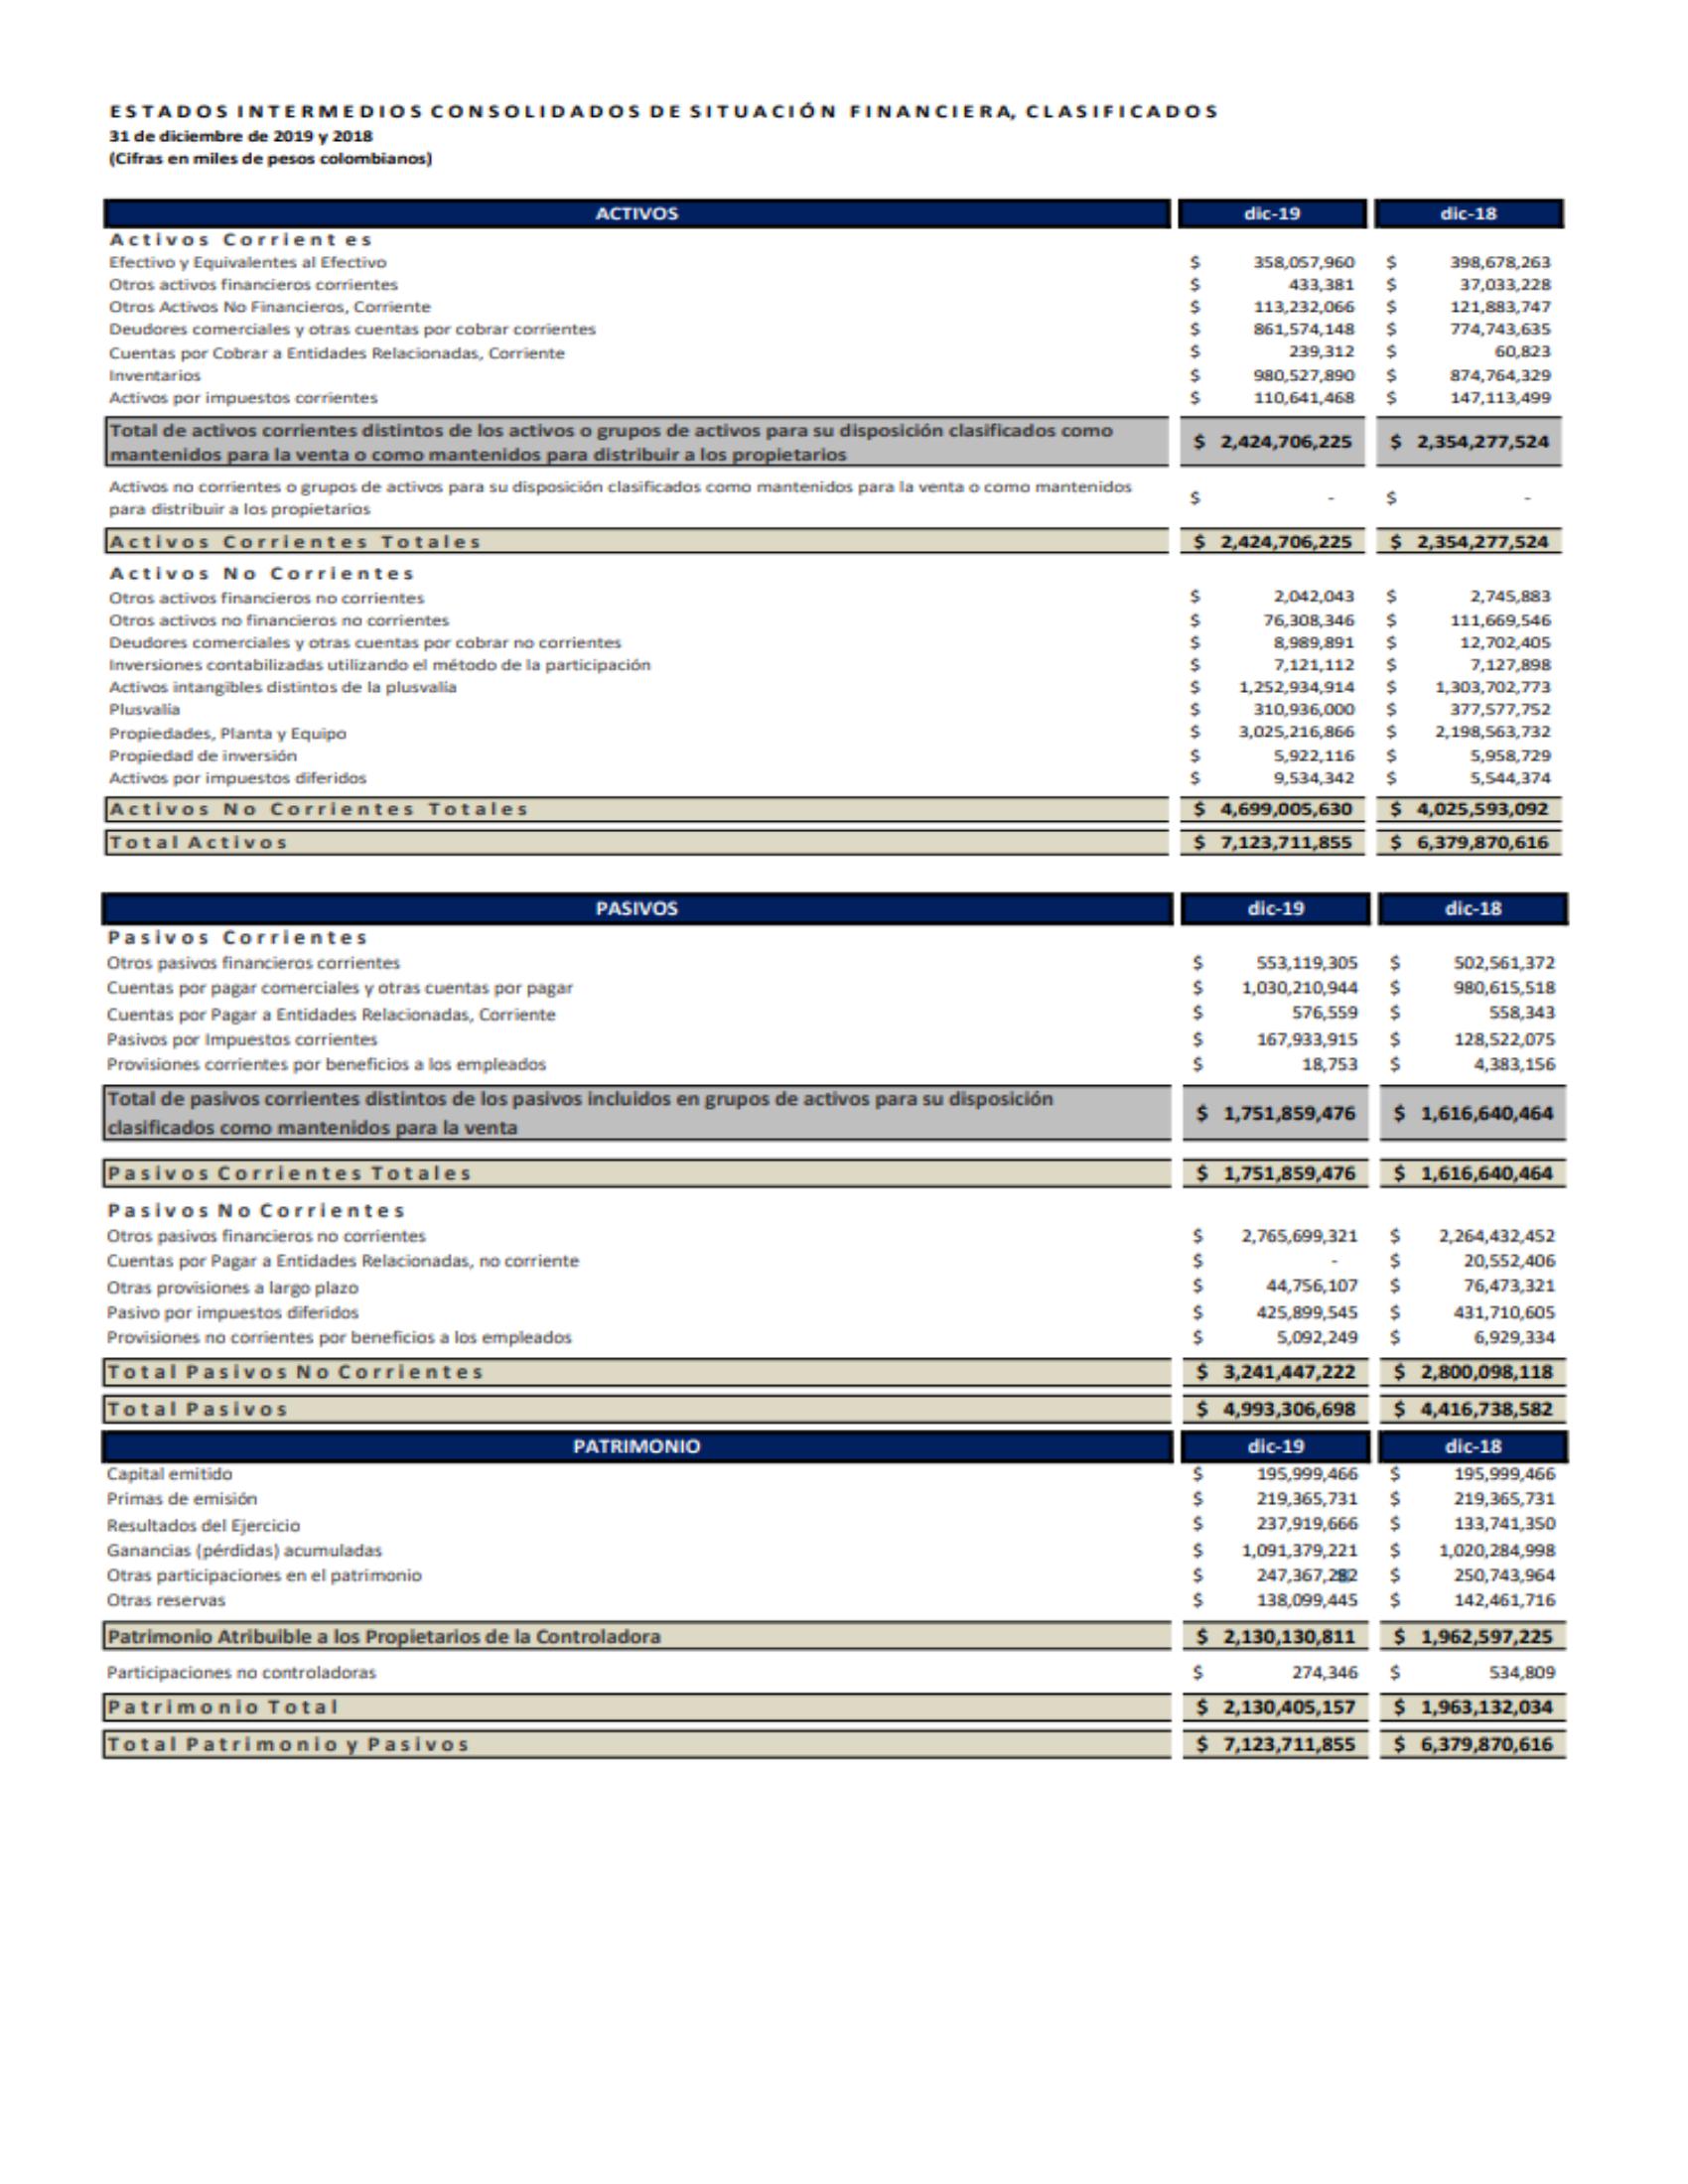 ESTADOS INTERMEDIOS CONSOLIDADOS DE SITUACIÓN FINANCIERA, CLASIFICADOS
31 de diciembre de 2019 y 2018
(Cifras en miles de pesos colombianos)
ACTIVOS dic-19 dic-18
Activos Corrientes
Efectivo y Equivalentes al Efectivo $ 358,057,960 $ 398,678,263
Otros activos financieros corrientes $ 433,381 $ 37,033,228
Otros Activos No Financieros, Corriente $ 113,232,066 $ 121,883,747
Deudores comerciales y otras cuentas por cobrar corrientes $ 861,574,148 $ 774,743,635
Cuentas por Cobrar a Entidades Relacionadas, Corriente $ 239,312 $ 60,823
Inventarios $ 980,527,890 $ 874,764,329
Activos por impuestos corrientes $ 110,641,468 $ 147,113,499
Total de activos corrientes distintos de los activos o grupos de activos para su disposición clasificados como
mantenidos para la venta o como mantenidos para distribuir a los propietarios $ 2,424,706,225 $ 2,354,277,524
Activos no corrientes o grupos de activos para su disposición clasificados como mantenidos para la venta o como mantenidos
para distribuir a los propietarios $ - $ -
Activos Corrientes Totales $ 2,424,706,225 $ 2,354,277,524
Activos No Corrientes
Otros activos financieros no corrientes $ 2,042,043 $ 2,745,883
Otros activos no financieros no corrientes $ 76,308,346 $ 111,669,546
Deudores comerciales y otras cuentas por cobrar no corrientes $ 8,989,891 $ 12,702,405
Inversiones contabilizadas utilizando el método de la participación $ 7,121,112 $ 7,127,898
Activos intangibles distintos de la plusvalía $ 1,252,934,914 $ 1,303,702,773
Plusvalía $ 310,936,000 $ 377,577,752
Propiedades, Planta y Equipo $ 3,025,216,866 $ 2,198,563,732
Propiedad de inversión $ 5,922,116 $ 5,958,729
Activos por impuestos diferidos $ 9,534,342 $ 5,544,374
Activos No Corrientes Totales $ 4,699,005,630 $ 4,025,593,092
Total Activos $ 7,123,711,855 $ 6,379,870,616
PASIVOS dic-19 dic-18
Pasivos Corrientes
Otros pasivos financieros corrientes $ 553,119,305 $ 502,561,372
Cuentas por pagar comerciales y otras cuentas por pagar $ 1,030,210,944 $ 980,615,518
Cuentas por Pagar a Entidades Relacionadas, Corriente $ 576,559 $ 558,343
Pasivos por Impuestos corrientes $ 167,933,915 $ 128,522,075
Provisiones corrientes por beneficios a los empleados $ 18,753 $ 4,383,156
Total de pasivos corrientes distintos de los pasivos incluidos en grupos de activos para su disposición
clasificados como mantenidos para la venta $ 1,751,859,476 $ 1,616,640,464
Pasivos Corrientes Totales $ 1,751,859,476 $ 1,616,640,464
Pasivos No Corrientes
Otros pasivos financieros no corrientes $ 2,765,699,321 $ 2,264,432,452
Cuentas por Pagar a Entidades Relacionadas, no corriente $ - $ 20,552,406
Otras provisiones a largo plazo $ 44,756,107 $ 76,473,321
Pasivo por impuestos diferidos $ 425,899,545 $ 431,710,605
Provisiones no corrientes por beneficios a los empleados $ 5,092,249 $ 6,929,334
Total Pasivos No Corrientes $ 3,241,447,222 $ 2,800,098,118
Total Pasivos $ 4,993,306,698 $ 4,416,738,582
PATRIMONIO dic-19 dic-18
Capital emitido $ 195,999,466 $ 195,999,466
Primas de emisión $ 219,365,731 $ 219,365,731
Resultados del Ejercicio $ 237,919,666 $ 133,741,350
Ganancias (pérdidas) acumuladas $ 1,091,379,221 $ 1,020,284,998
Otras participaciones en el patrimonio $ 247,367,282 $ 250,743,964
Otras reservas $ 138,099,445 $ 142,461,716
Patrimonio Atribuible a los Propietarios de la Controladora $ 2,130,130,811 $ 1,962,597,225
Participaciones no controladoras $ 274,346 $ 534,809
Patrimonio Total $ 2,130,405,157 $ 1,963,132,034
Total Patrimonio y Pasivos $ 7,123,711,855 $ 6,379,870,616